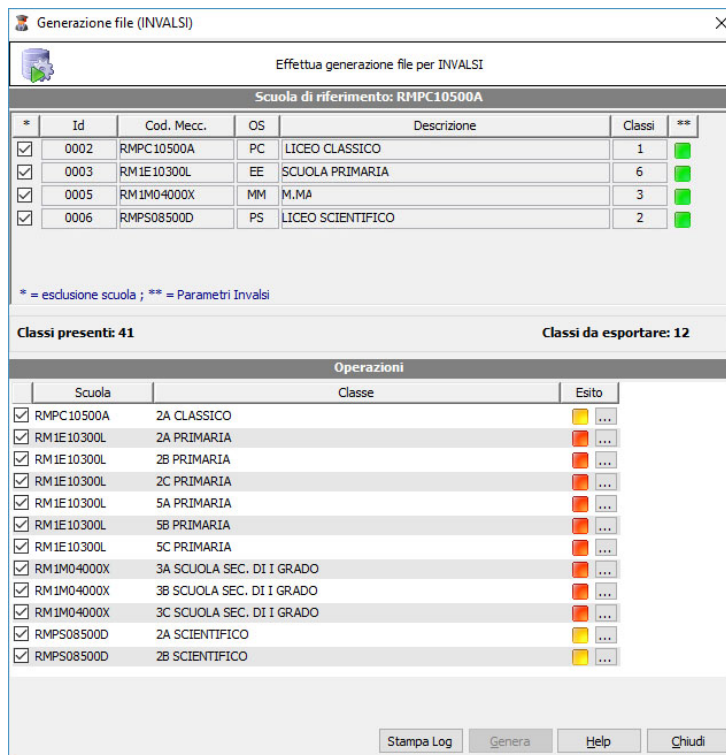 Generazione file (INVALSI)
Effettua generazione file per INVALSI
Scuola di riferimento: RMPC10500A
* Id Cod. Mecc. OS Descrizione Classi **
0002 RMPC10500A PC LICEO CLASSICO 1
0003 RM1E10300L EE SCUOLA PRIMARIA 6
0005 RM1M04000X MM M.MA 3
0006 RMPS08500D PS LICEO SCIENTIFICO 2
* = esclusione scuola ; ** = Parametri Invalsi
Classi presenti: 41 Classi da esportare: 12
Operazioni
Scuola Classe Esito
RMPC10500A 2A CLASSICO ...
RM1E10300L 2A PRIMARIA ...
RM1E10300L 2B PRIMARIA ...
RM1E10300L 2C PRIMARIA ...
RM1E10300L 5A PRIMARIA ...
RM1E10300L 5B PRIMARIA ...
RM1E10300L 5C PRIMARIA ...
RM1M04000X 3A SCUOLA SEC. DI I GRADO ...
RM1M04000X 3B SCUOLA SEC. DI I GRADO ...
RM1M04000X 3C SCUOLA SEC. DI I GRADO ...
RMPS08500D 2A SCIENTIFICO ...
RMPS08500D 2B SCIENTIFICO ...
Stampa Log Genera Help Chiudi